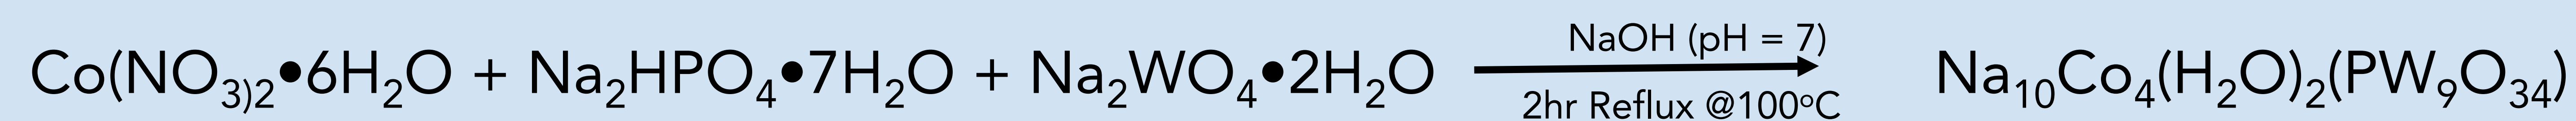 NaOH (pH = 7)
Co(NO₃)₂•6H₂O + Na₂HPO₄•7H₂O + Na₂WO₄•2H₂O Na₁₀Co₄(H₂O)₂(PW₉O₃₄)
2hr Reflux @100ºC